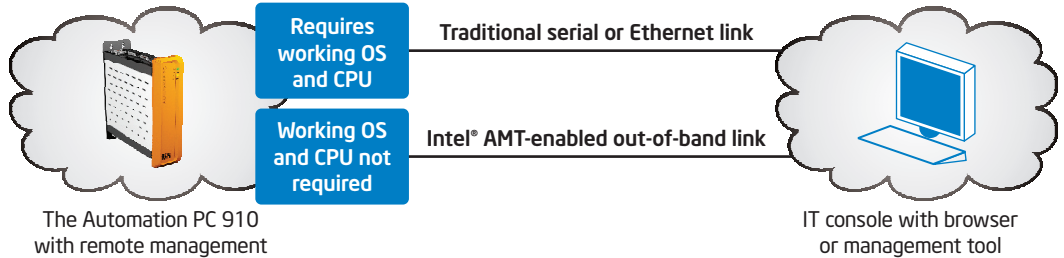 Requires
working OS
and CPU
Traditional serial or Ethernet link
Working OS
and CPU not
required
Intel® AMT-enabled out-of-band link
The Automation PC 910
with remote management
IT console with browser
or management tool